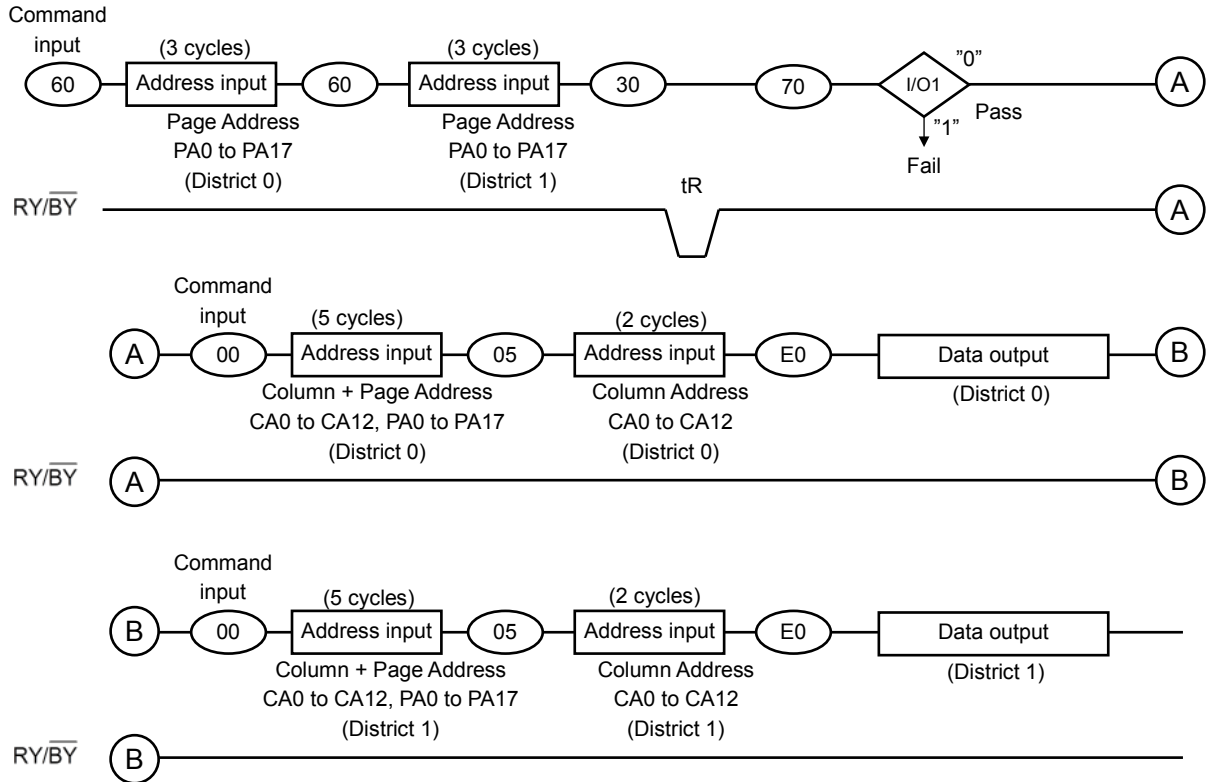 Command
input
(3 cycles) (3 cycles) "0"
60 Address input 60 Address input 30 70 I/O1 A
Page Address Page Address "1" Pass
PA0 to PA17 PA0 to PA17 Fail
(District 0) (District 1)
tR
RY/BY A
Command
input (5 cycles) (2 cycles)
A 00 Address input 05 Address input E0 Data output B
Column + Page Address Column Address (District 0)
CA0 to CA12, PA0 to PA17 CA0 to CA12
(District 0) (District 0)
RY/BY A B
Command
input (5 cycles) (2 cycles)
B 00 Address input 05 Address input E0 Data output
Column + Page Address Column Address (District 1)
CA0 to CA12, PA0 to PA17 CA0 to CA12
(District 1) (District 1)
RY/BY B